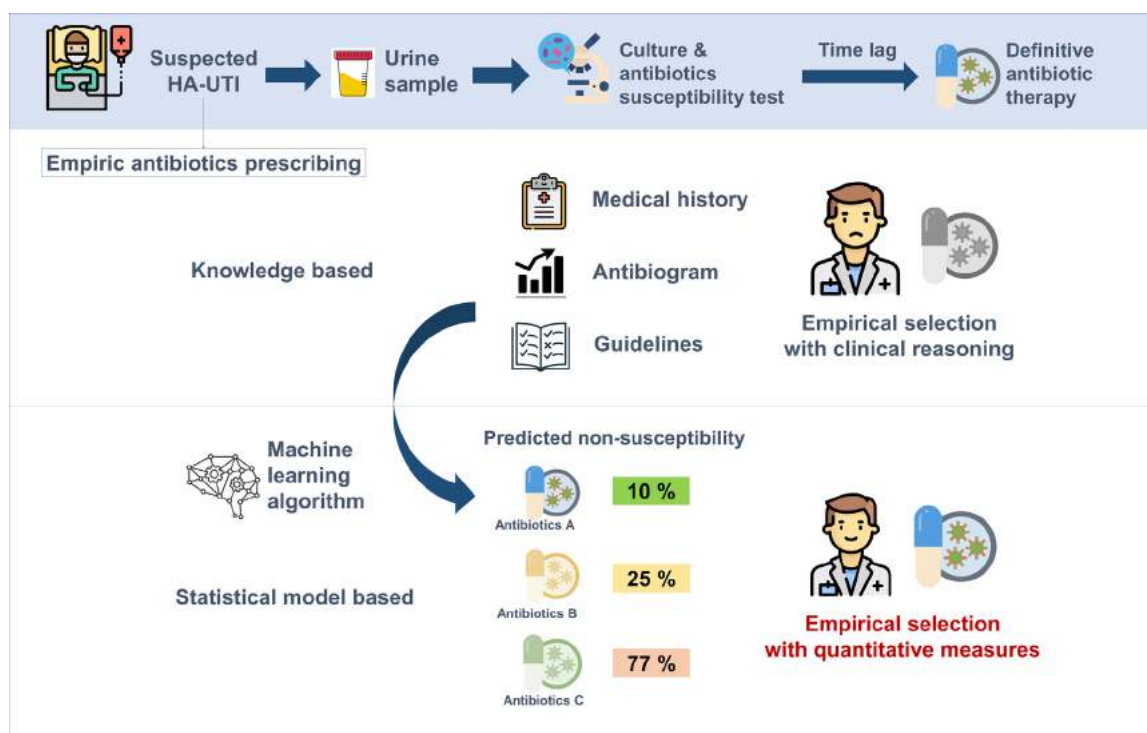 Suspected
HA-UTI
Urine
sample
Culture &
antibiotics
susceptibility test
Time lag
Definitive
antibiotic
therapy
Empiric antibiotics prescribing
Knowledge based
Medical history
Antibiogram
Guidelines
Empirical selection
with clinical reasoning
Machine
learning
algorithm
Statistical model based
Predicted non-susceptibility
Antibiotics A
10 %
Antibiotics B
25 %
Antibiotics C
77 %
Empirical selection
with quantitative measures